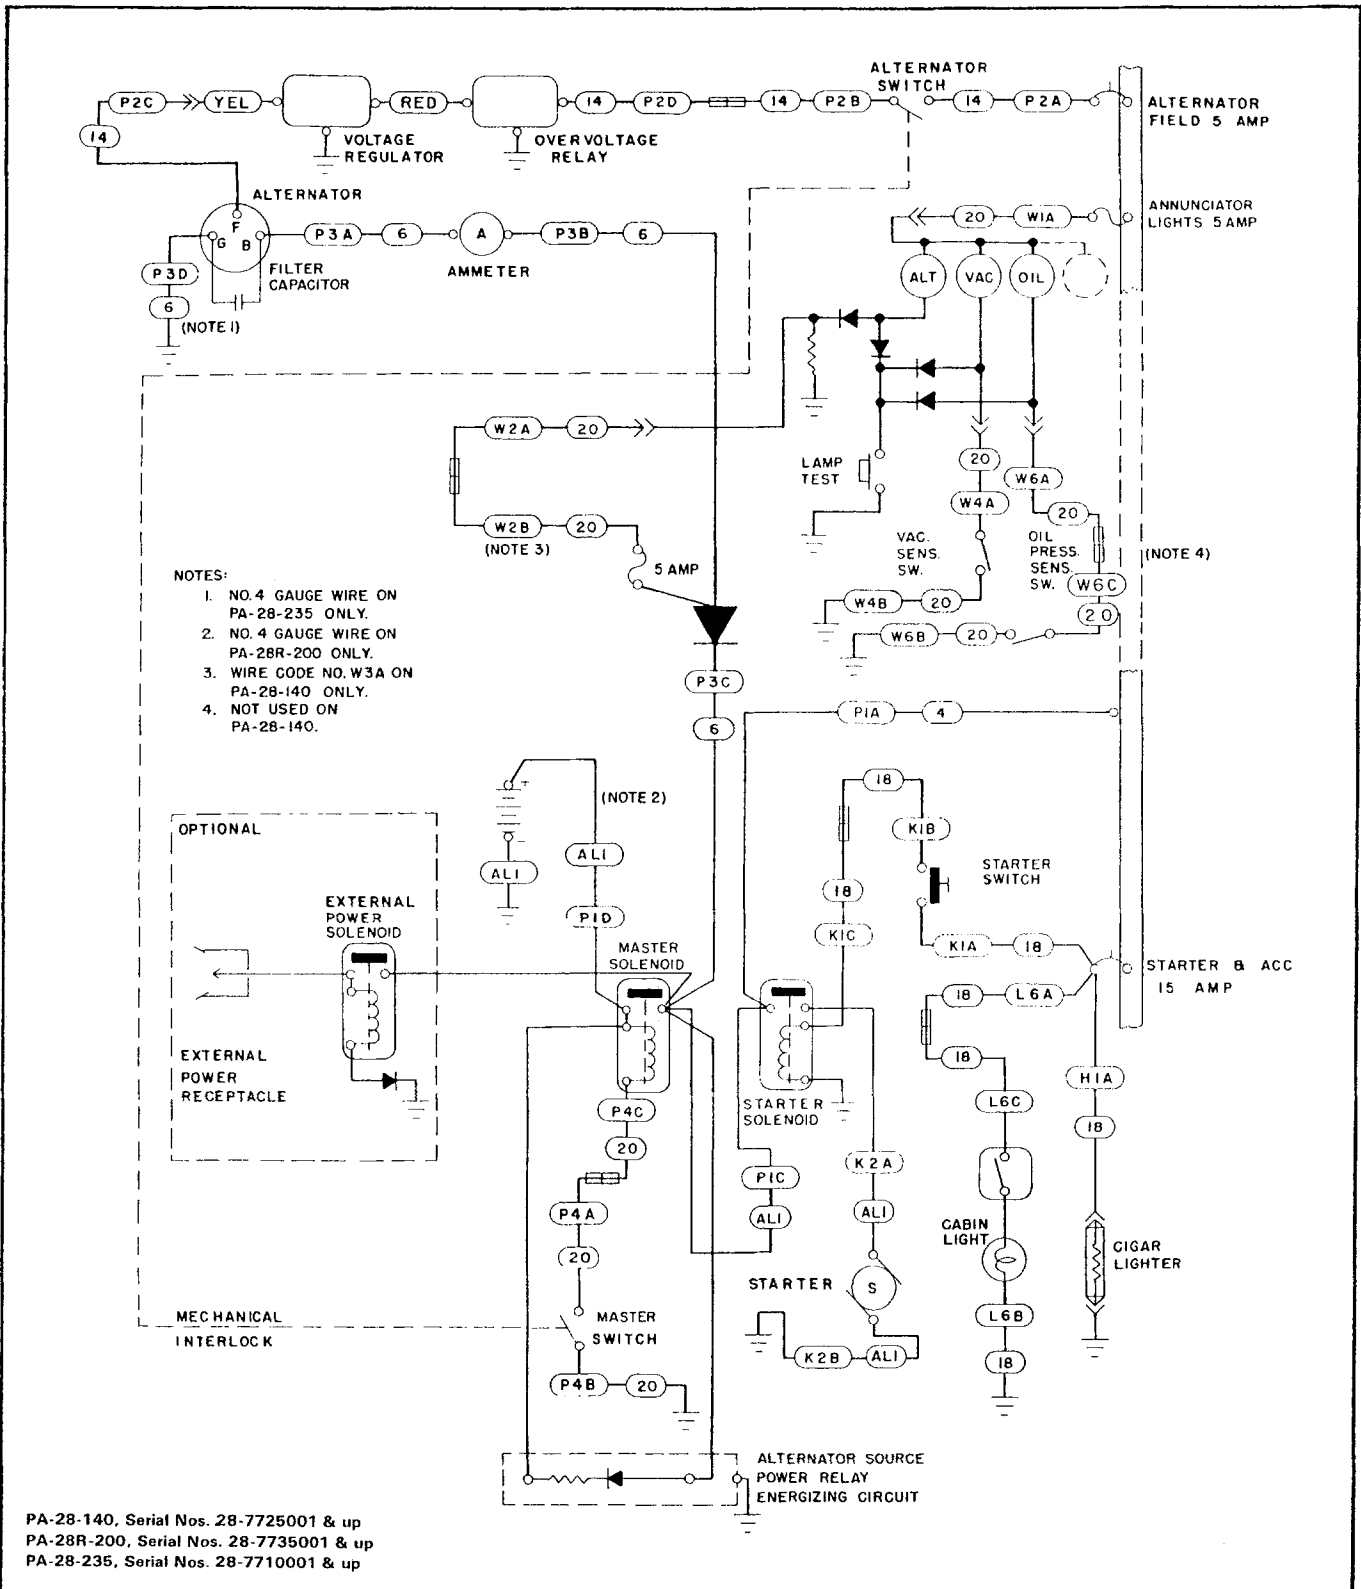 ALTERNATOR
SWITCH
P2C
YEL
RED
14
P2D
14
P2B
14
P2A
ALTERNATOR
FIELD 5 AMP
14
VOLTAGE
REGULATOR
OVERVOLTAGE
RELAY
ALTERNATOR
F
G
B
P3A
6
A
P3B
6
AMMETER
P3D
6
(NOTE 1)
FILTER
CAPACITOR
20
W1A
ANNUNCIATOR
LIGHTS 5 AMP
ALT
VAC
OIL
W2A
20
W2B
20
(NOTE 3)
5 AMP
LAMP
TEST
20
W4A
W6A
20
VAC.
SENS.
SW.
OIL
PRESS.
SENS.
SW.
(NOTE 4)
W6C
20
W4B
20
W6B
20
NOTES:
1. NO. 4 GAUGE WIRE ON
PA-28-235 ONLY.
2. NO. 4 GAUGE WIRE ON
PA-28R-200 ONLY.
3. WIRE CODE NO. W3A ON
PA-28-140 ONLY.
4. NOT USED ON
PA-28-140.
P3C
6
P1A
4
+
-
(NOTE 2)
AL1
AL1
P1D
18
K1B
STARTER
SWITCH
18
K1C
K1A
18
STARTER & ACC
15 AMP
18
L6A
18
L6C
H1A
18
OPTIONAL
EXTERNAL
POWER
SOLENOID
EXTERNAL
POWER
RECEPTACLE
MASTER
SOLENOID
STARTER
SOLENOID
P4C
20
P4A
20
P1C
AL1
K2A
AL1
STARTER
S
K2B
AL1
CABIN
LIGHT
L6B
18
CIGAR
LIGHTER
MECHANICAL
INTERLOCK
MASTER
SWITCH
P4B
20
ALTERNATOR SOURCE
POWER RELAY
ENERGIZING CIRCUIT
PA-28-140, Serial Nos. 28-7725001 & up
PA-28R-200, Serial Nos. 28-7735001 & up
PA-28-235, Serial Nos. 28-7710001 & up